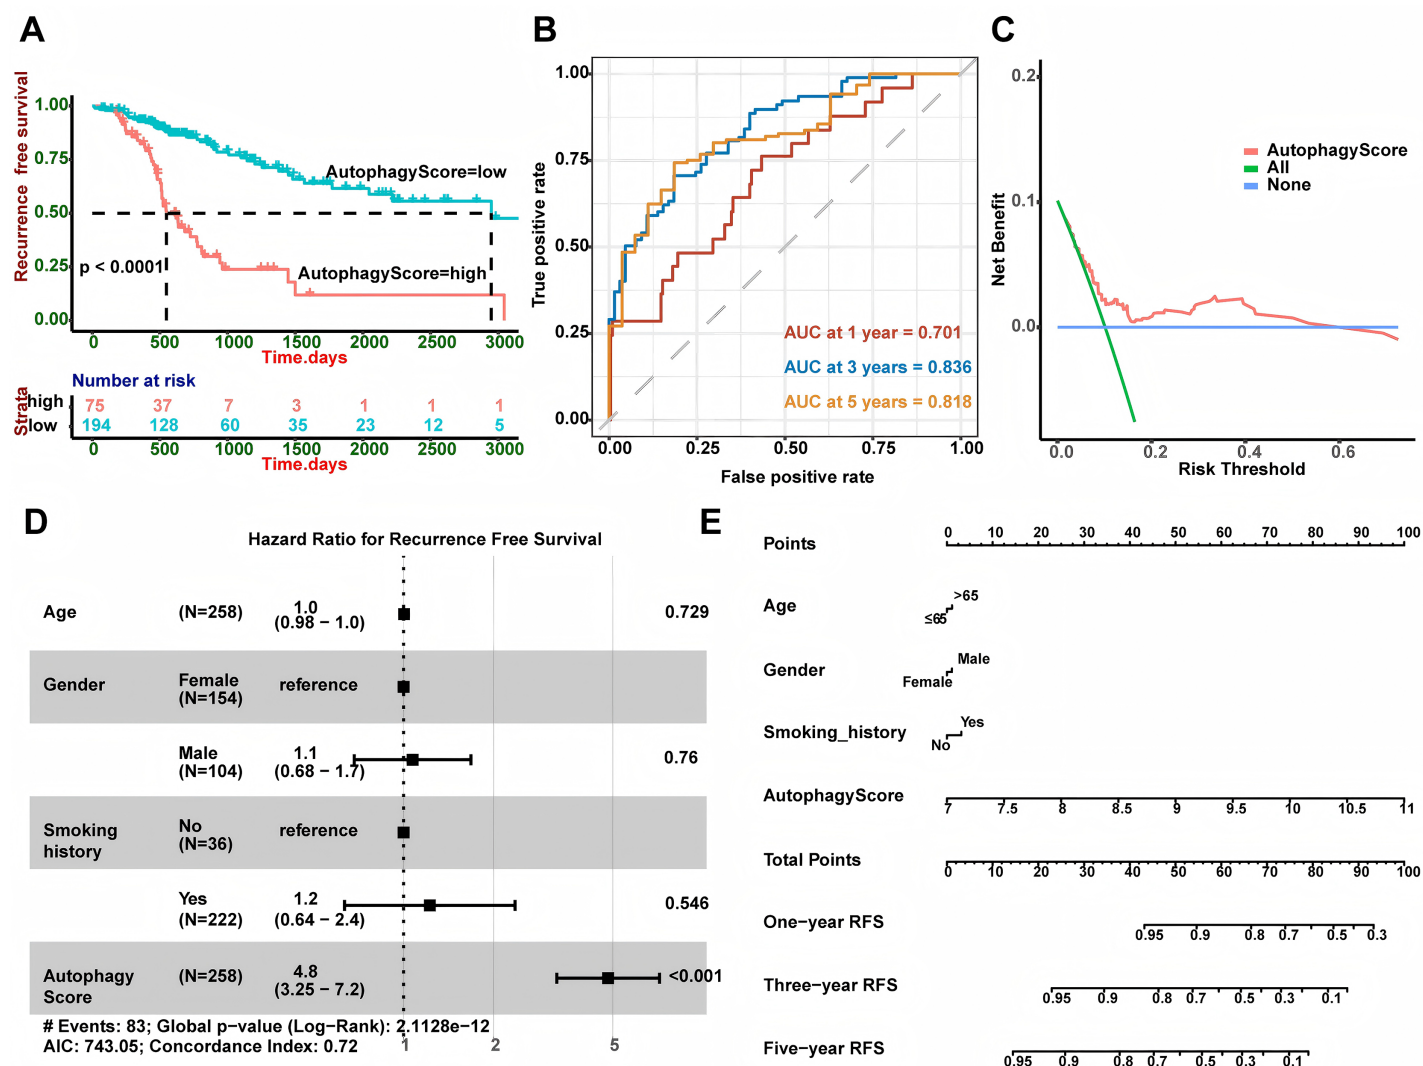 A
Recurrence free survival
1.00
0.75
0.50
0.25
0.00
AutophagyScore=low
AutophagyScore=high
p < 0.0001
0 500 1000 1500 2000 2500 3000
Time.days
Number at risk
Strata
high 75 37 7 3 1 1 1
low 194 128 60 35 23 12 5
0 500 1000 1500 2000 2500 3000
Time.days
B
True positive rate
1.00
0.75
0.50
0.25
0.00
AUC at 1 year = 0.701
AUC at 3 years = 0.836
AUC at 5 years = 0.818
0.00 0.25 0.50 0.75 1.00
False positive rate
C
Net Benefit
0.2
0.1
0.0
AutophagyScore
All
None
0.0 0.2 0.4 0.6
Risk Threshold
D
Hazard Ratio for Recurrence Free Survival
Age (N=258) 1.0 0.729
(0.98 − 1.0)
Gender Female reference
(N=154)
Male 1.1 0.76
(N=104) (0.68 − 1.7)
Smoking No reference
history (N=36)
Yes 1.2 0.546
(N=222) (0.64 − 2.4)
Autophagy (N=258) 4.8 <0.001
Score (3.25 − 7.2)
# Events: 83; Global p−value (Log−Rank): 2.1128e−12
AIC: 743.05; Concordance Index: 0.72
1 2 5
E
Points 0 10 20 30 40 50 60 70 80 90 100
Age >65
≤65
Gender Male
Female
Smoking_history Yes
No
AutophagyScore 7 7.5 8 8.5 9 9.5 10 10.5 11
Total Points 0 10 20 30 40 50 60 70 80 90 100
One−year RFS 0.95 0.9 0.8 0.7 0.5 0.3
Three−year RFS 0.95 0.9 0.8 0.7 0.5 0.3 0.1
Five−year RFS 0.95 0.9 0.8 0.7 0.5 0.3 0.1